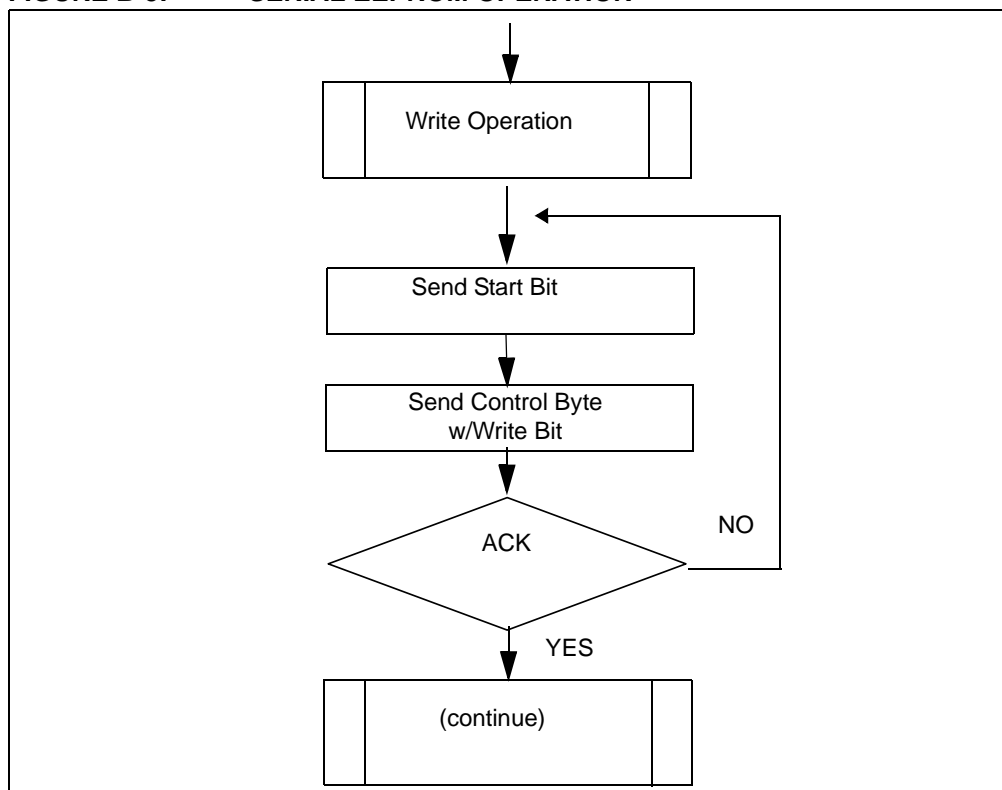 Write Operation
Send Start Bit
Send Control Byte
w/Write Bit
ACK
NO
YES
(continue)